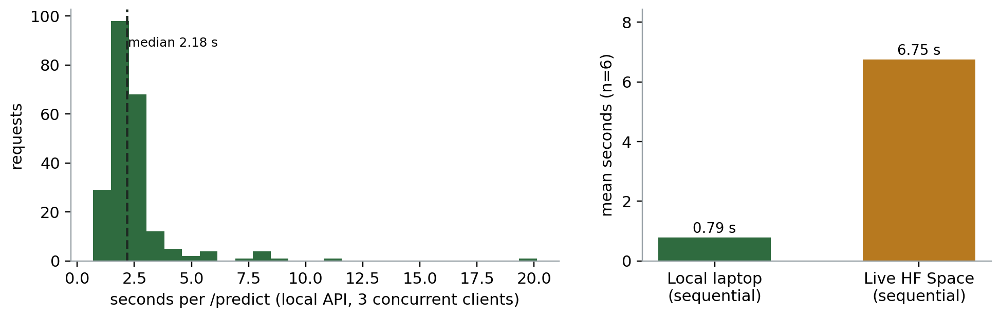 100
80
60
40
20
0
requests
median 2.18 s
0.0 2.5 5.0 7.5 10.0 12.5 15.0 17.5 20.0
seconds per /predict (local API, 3 concurrent clients)
8
6
4
2
0
mean seconds (n=6)
0.79 s
6.75 s
Local laptop
(sequential)
Live HF Space
(sequential)